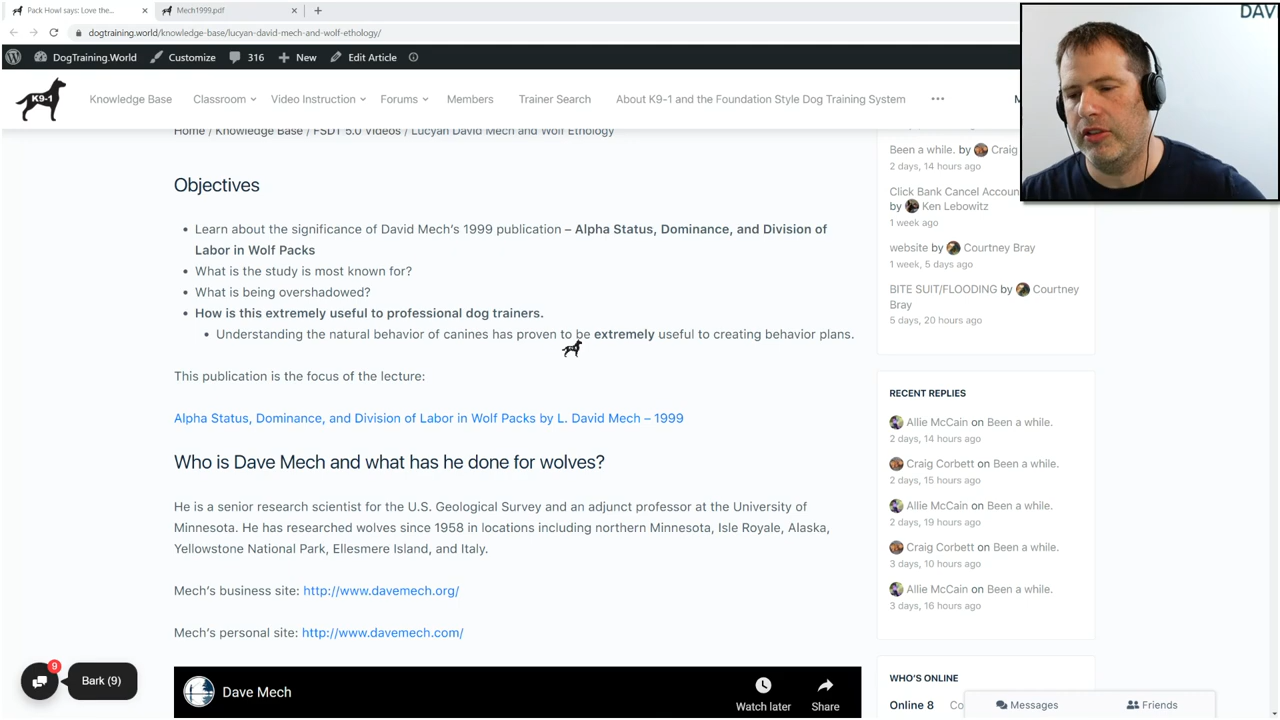 Pack Howl says: Love the...
Mech1999.pdf
DAV
dogtraining.world/knowledge-base/lucyan-david-mech-and-wolf-ethology/
DogTraining.World Customize 316 New Edit Article
K9-1
Knowledge Base Classroom Video Instruction Forums Members Trainer Search About K9-1 and the Foundation Style Dog Training System
Home / Knowledge Base / FSDT 5.0 Videos / Lucyan David Mech and Wolf Ethology
Objectives
• Learn about the significance of David Mech's 1999 publication – Alpha Status, Dominance, and Division of
Labor in Wolf Packs
• What is the study is most known for?
• What is being overshadowed?
• How is this extremely useful to professional dog trainers.
• Understanding the natural behavior of canines has proven to be extremely useful to creating behavior plans.
This publication is the focus of the lecture:
Alpha Status, Dominance, and Division of Labor in Wolf Packs by L. David Mech – 1999
Who is Dave Mech and what has he done for wolves?
He is a senior research scientist for the U.S. Geological Survey and an adjunct professor at the University of
Minnesota. He has researched wolves since 1958 in locations including northern Minnesota, Isle Royale, Alaska,
Yellowstone National Park, Ellesmere Island, and Italy.
Mech's business site: http://www.davemech.org/
Mech's personal site: http://www.davemech.com/
Dave Mech
Watch later
Share
9
Bark (9)
Been a while. by Craig
2 days, 14 hours ago
Click Bank Cancel Accoun
by Ken Lebowitz
1 week ago
website by Courtney Bray
1 week, 5 days ago
BITE SUIT/FLOODING by Courtney
Bray
5 days, 20 hours ago
RECENT REPLIES
Allie McCain on Been a while.
2 days, 14 hours ago
Craig Corbett on Been a while.
2 days, 15 hours ago
Allie McCain on Been a while.
2 days, 19 hours ago
Craig Corbett on Been a while.
3 days, 10 hours ago
Allie McCain on Been a while.
3 days, 16 hours ago
WHO'S ONLINE
Online 8
Messages
Friends